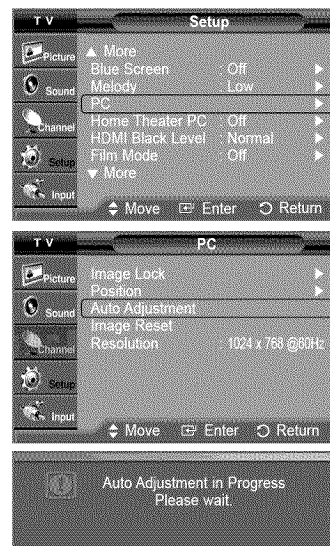 T V Setup
Picture
Sound
Channel
Setup
Input
▲ More
Blue Screen : Off ▶
Melody : Low ▶
PC ▶
Home Theater PC : Off ▶
HDMI Black Level : Normal ▶
Film Mode : Off ▶
▼ More
Move Enter Return
T V PC
Picture
Sound
Channel
Setup
Input
Image Lock ▶
Position ▶
Auto Adjustment
Image Reset
Resolution : 1024 x 768 @60Hz
Move Enter Return
Auto Adjustment in Progress
Please wait.